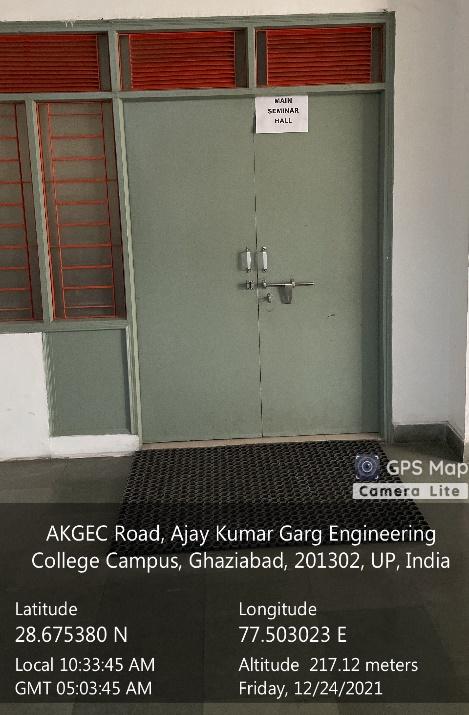 MAIN
SEMINAR
HALL
GPS Map
Camera Lite
AKGEC Road, Ajay Kumar Garg Engineering
College Campus, Ghaziabad, 201302, UP, India
Latitude
28.675380 N
Longitude
77.503023 E
Local 10:33:45 AM
GMT 05:03:45 AM
Altitude 217.12 meters
Friday, 12/24/2021